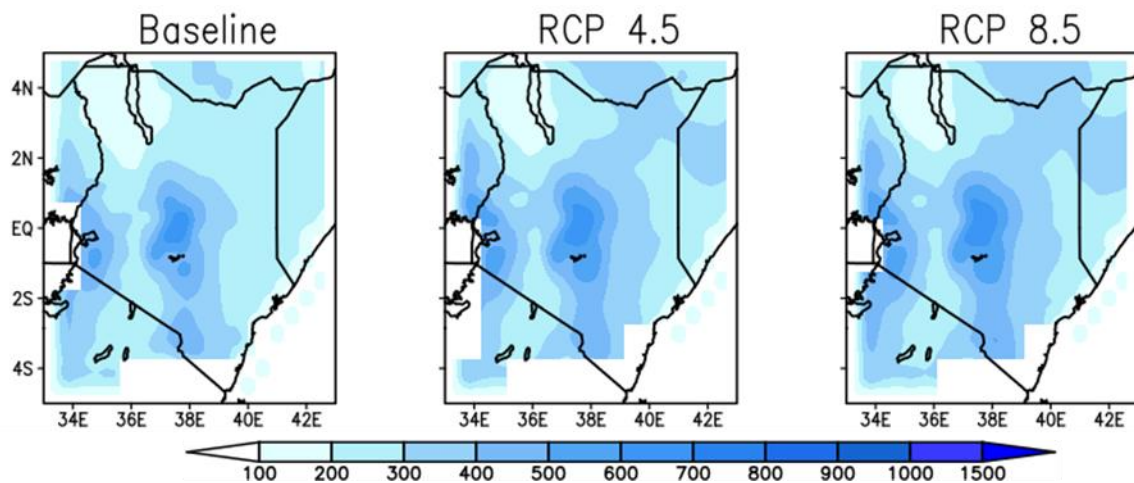 Baseline RCP 4.5 RCP 8.5
4N
2N
EQ
2S
4S
34E 36E 38E 40E 42E 34E 36E 38E 40E 42E 34E 36E 38E 40E 42E
100 200 300 400 500 600 700 800 900 1000 1500